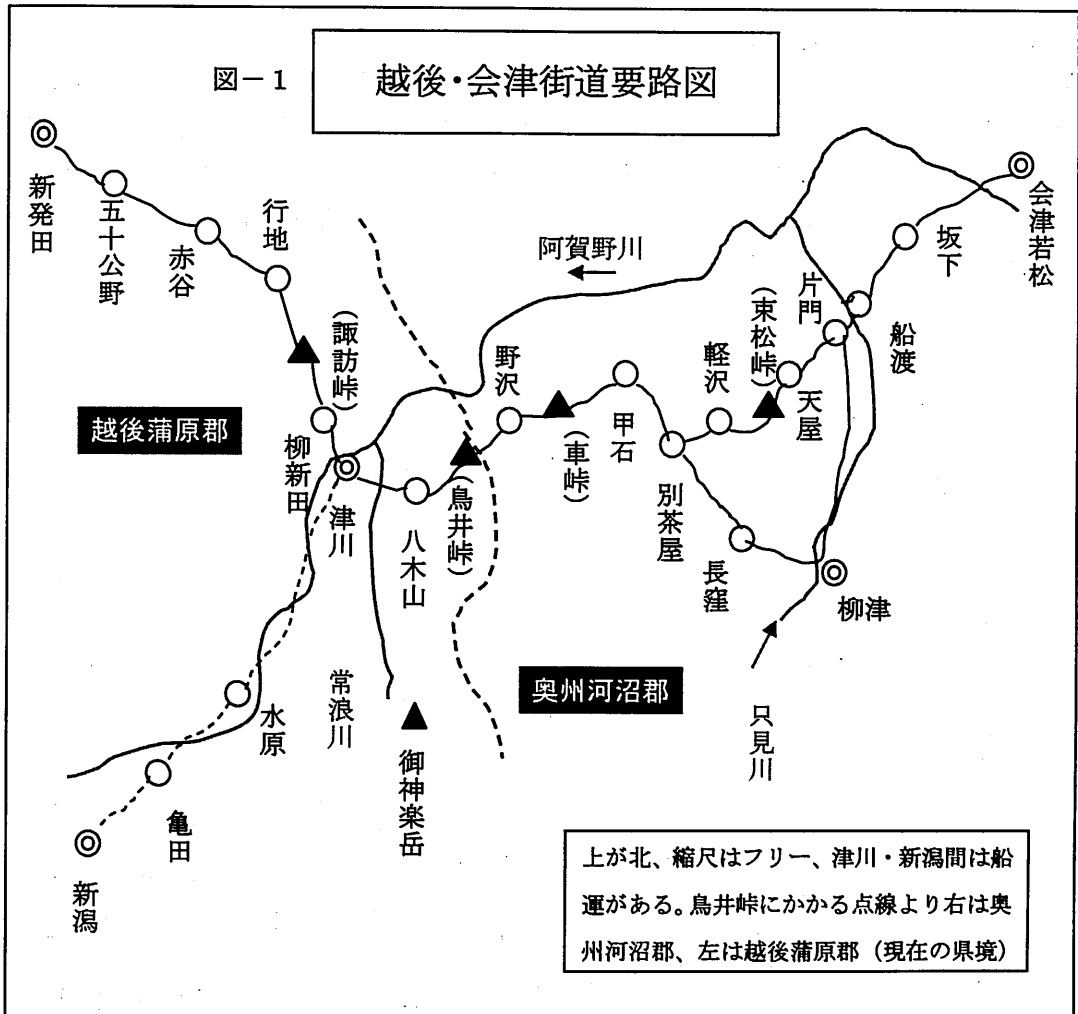 図－1
越後・会津街道要路図
新発田
五十公野
赤谷
行地
(諏訪峠)
柳新田
津川
八木山
(鳥井峠)
野沢
(車峠)
甲石
別茶屋
軽沢
(束松峠)
天屋
片門
船渡
坂下
会津若松
長窪
柳津
阿賀野川
越後蒲原郡
奥州河沼郡
常浪川
御神楽岳
只見川
水原
亀田
新潟
上が北、縮尺はフリー、津川・新潟間は船
運がある。鳥井峠にかかる点線より右は奥
州河沼郡、左は越後蒲原郡（現在の県境）